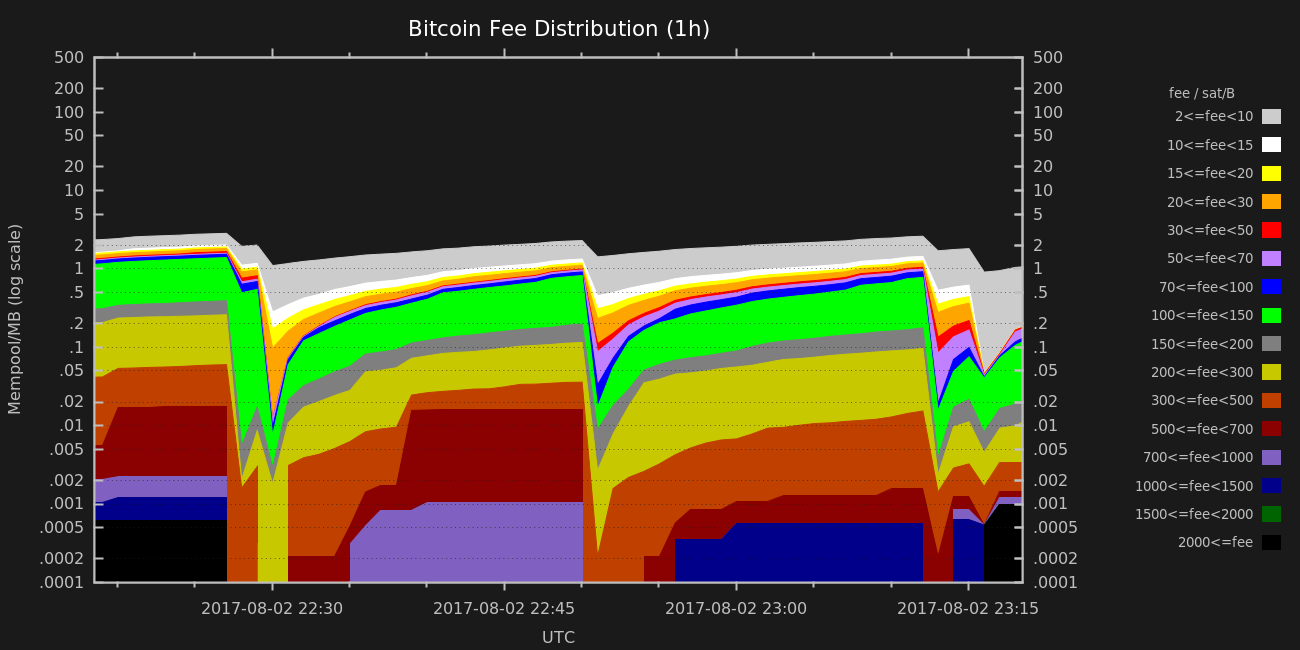 Bitcoin Fee Distribution (1h)
500 500
200 200
100 100
50 50
20 20
10 10
5 5
2 2
1 1
.5 .5
.2 .2
.1 .1
.05 .05
.02 .02
.01 .01
.005 .005
.002 .002
.001 .001
.0005 .0005
.0002 .0002
.0001 .0001
Mempool/MB (log scale)
2017-08-02 22:30 2017-08-02 22:45 2017-08-02 23:00 2017-08-02 23:15
UTC
fee / sat/B
2<=fee<10
10<=fee<15
15<=fee<20
20<=fee<30
30<=fee<50
50<=fee<70
70<=fee<100
100<=fee<150
150<=fee<200
200<=fee<300
300<=fee<500
500<=fee<700
700<=fee<1000
1000<=fee<1500
1500<=fee<2000
2000<=fee